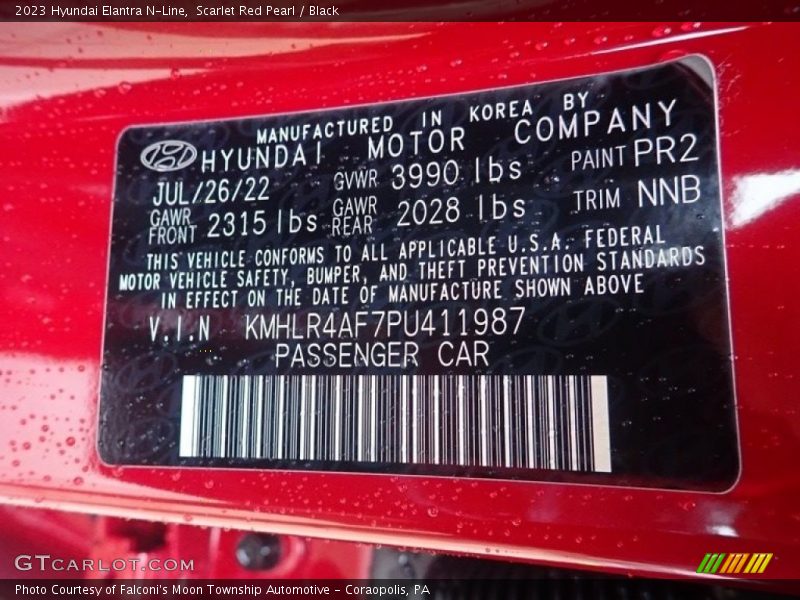 2023 Hyundai Elantra N-Line,  Scarlet Red Pearl / Black
MANUFACTURED IN KOREA BY
HYUNDAI MOTOR COMPANY
JUL/26/22 GVWR 3990 lbs PAINT PR2
GAWR FRONT 2315 lbs GAWR REAR 2028 lbs TRIM NNB
THIS VEHICLE CONFORMS TO ALL APPLICABLE U.S.A. FEDERAL
MOTOR VEHICLE SAFETY, BUMPER, AND THEFT PREVENTION STANDARDS
IN EFFECT ON THE DATE OF MANUFACTURE SHOWN ABOVE
V.I.N KMHLR4AF7PU411987
PASSENGER CAR
GTCARLOT.COM
Photo Courtesy of Falconi's Moon Township Automotive - Coraopolis, PA